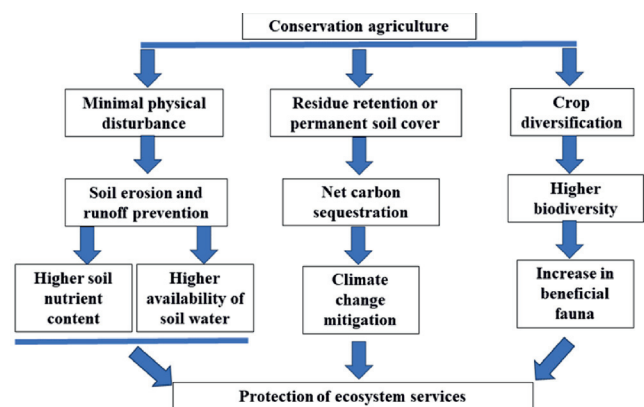 Conservation agriculture
Minimal physical
disturbance
Residue retention or
permanent soil cover
Crop
diversification
Soil erosion and
runoff prevention
Net carbon
sequestration
Higher
biodiversity
Higher soil
nutrient
content
Higher
availability of
soil water
Climate
change
mitigation
Increase in
beneficial
fauna
Protection of ecosystem services